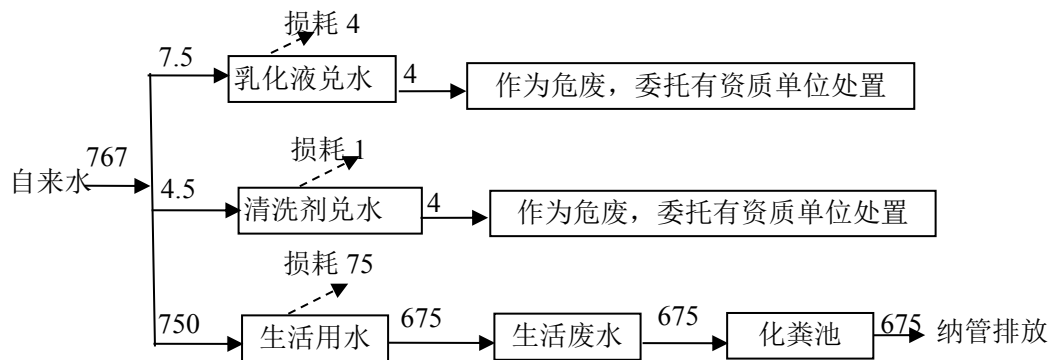 损耗 4
7.5
乳化液兑水
4
作为危废，委托有资质单位处置
767
自来水
损耗 1
4.5
清洗剂兑水
4
作为危废，委托有资质单位处置
损耗 75
750
生活用水
675
生活废水
675
化粪池
675
纳管排放